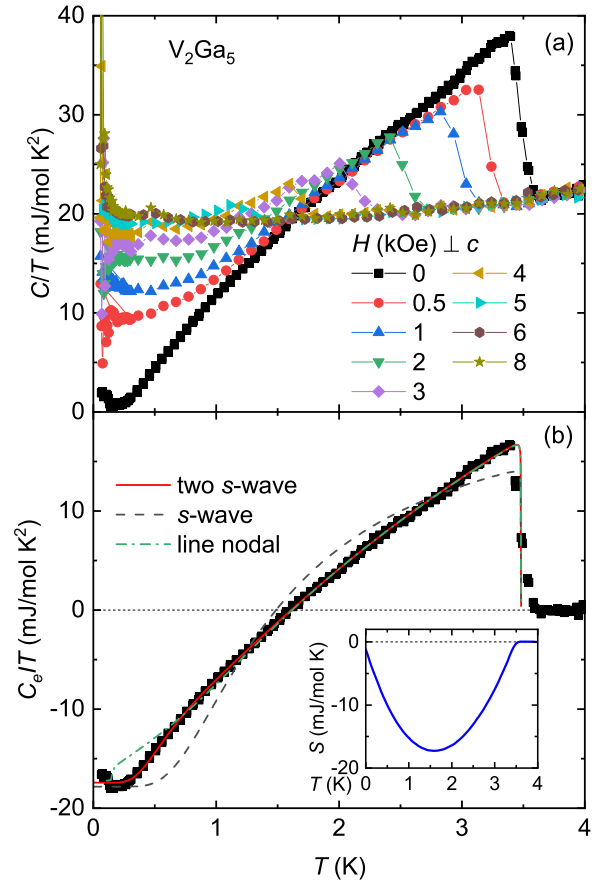 (a)
V₂Ga₅
40
30
20
10
0
C/T (mJ/mol K²)
H (kOe) ⊥ c
0 4
0.5 5
1 6
2 8
3
(b)
two s-wave
s-wave
line nodal
10
0
-10
-20
Cₑ/T (mJ/mol K²)
0
-10
-20
S (mJ/mol K)
T (K) 0 1 2 3 4
0 1 2 3 4
T (K)